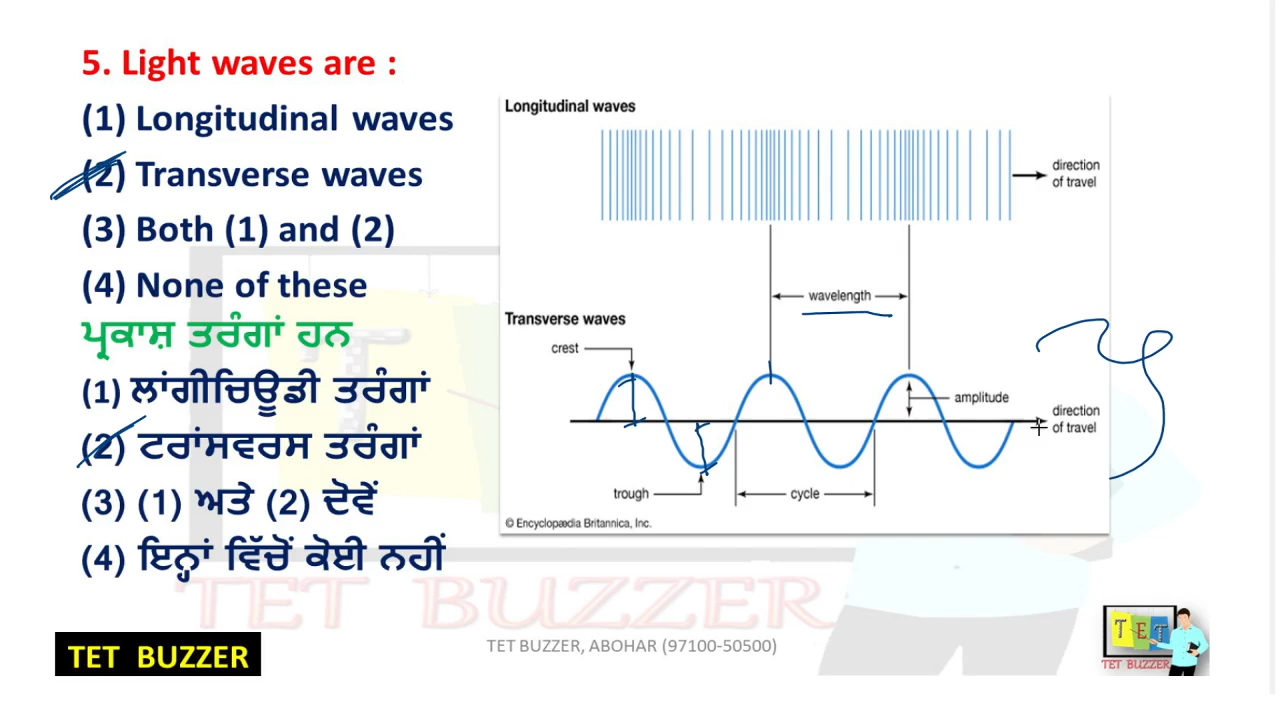 5. Light waves are :
(1) Longitudinal waves
(2) Transverse waves
(3) Both (1) and (2)
(4) None of these
ਪ੍ਰਕਾਸ਼ ਤਰੰਗਾਂ ਹਨ
(1) ਲਾਂਗੀਚਿਊਡੀ ਤਰੰਗਾਂ
(2) ਟਰਾਂਸਵਰਸ ਤਰੰਗਾਂ
(3) (1) ਅਤੇ (2) ਦੋਵੇਂ
(4) ਇਨ੍ਹਾਂ ਵਿੱਚੋਂ ਕੋਈ ਨਹੀਂ
Longitudinal waves
direction
of travel
wavelength
Transverse waves
crest
amplitude
direction
of travel
trough
cycle
© Encyclopædia Britannica, Inc.
TET BUZZER
TET BUZZER
TET BUZZER, ABOHAR (97100-50500)
TET
TET BUZZER